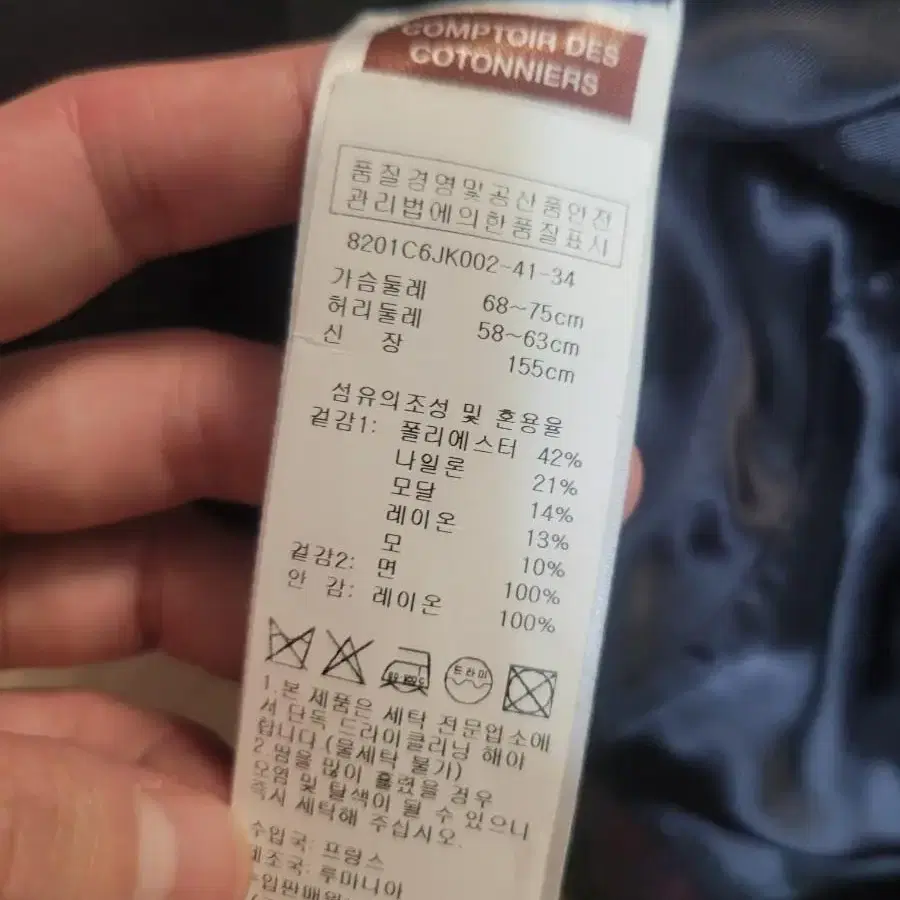 COMPTOIR DES
COTONNIERS
품질경영및공산품안전
관리법에의한품질표시
8201C6JK002-41-34
가슴둘레 68~75cm
허리둘레 58~63cm
신 장 155cm
섬유의조성 및 혼용율
겉감1: 폴리에스터 42%
나일론 21%
모달 14%
레이온 13%
모 10%
겉감2: 면 100%
안 감: 레이온 100%
드라이
1.본 제품은 세탁 전문업소에
서 단독 드라이클리닝 해야
합니다 (물세탁 불가)
2.땀을 많이 흘렸을 경우
오염 및 탈색이 될 수 있으니
즉시 세탁해 주십시오.
수입국: 프랑스
제조국: 루마니아